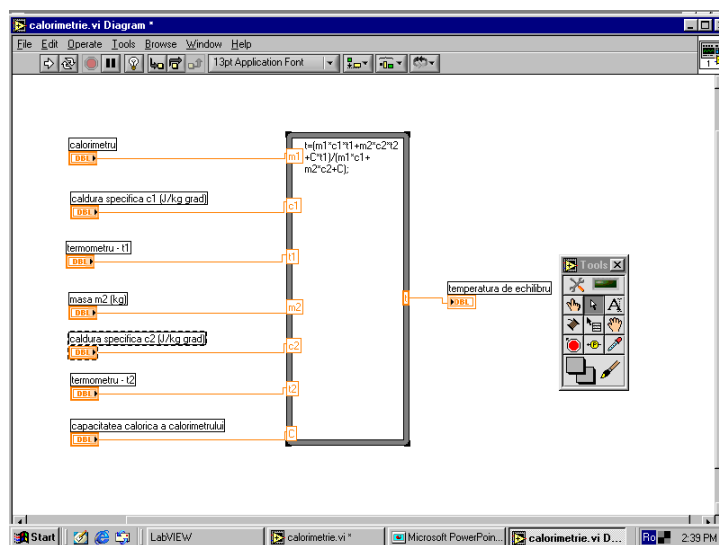 calorimetrie.vi Diagram *
File Edit Operate Tools Browse Window Help
13pt Application Font
1
calorimetru
DBL
m1
t=(m1*c1*t1+m2*c2*t2
+C*t1)/(m1*c1+
m2*c2+C);
caldura specifica c1 (J/kg grad)
DBL
c1
termometru - t1
DBL
t1
masa m2 (kg)
DBL
m2
caldura specifica c2 (J/kg grad)
DBL
c2
termometru - t2
DBL
t2
capacitatea calorica a calorimetrului
DBL
C
t
temperatura de echilibru
DBL
Tools
A
P
Start
LabVIEW
calorimetrie.vi *
Microsoft PowerPoin...
calorimetrie.vi D...
Ro
2:39 PM